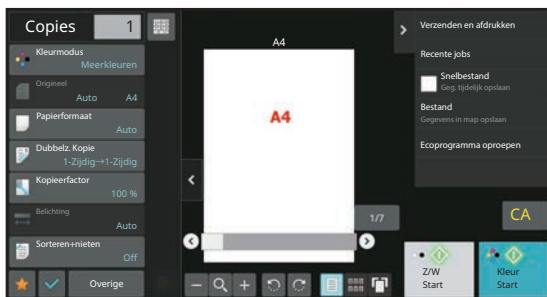 Copies 1
Kleurmodus
Meerkleuren
Origineel
Auto A4
Papierformaat
Auto
Dubbelz. Kopie
1-Zijdig→1-Zijdig
Kopieerfactor
100 %
Belichting
Auto
Sorteren+nieten
Off
Overige
A4
A4
1/7
Verzenden en afdrukken
Recente jobs
Snelbestand
Geg. tijdelijk opslaan
Bestand
Gegevens in map opslaan
Ecoprogramma oproepen
CA
Z/W
Start
Kleur
Start